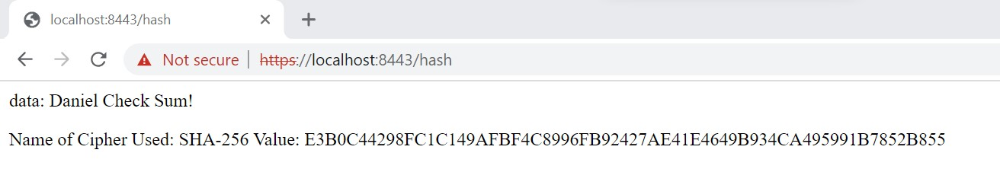 localhost:8443/hash
Not secure | https://localhost:8443/hash
data: Daniel Check Sum!
Name of Cipher Used: SHA-256 Value: E3B0C44298FC1C149AFBF4C8996FB92427AE41E4649B934CA495991B7852B855